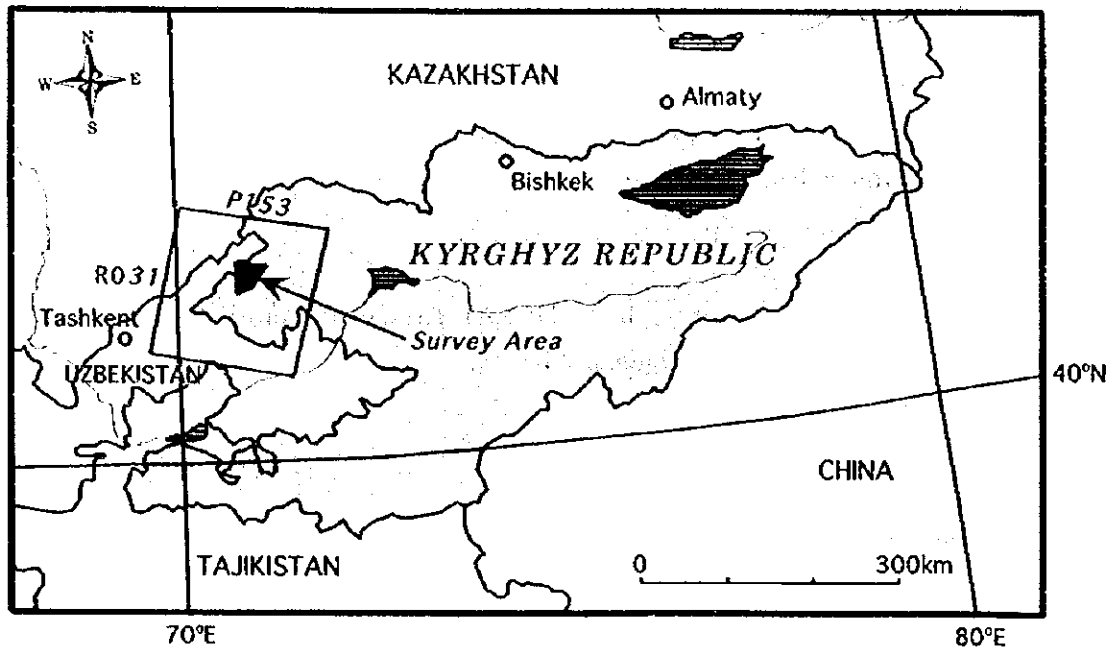 N
W E
S
KAZAKHSTAN
Almaty
Bishkek
P153
KYRGHYZ REPUBLIC
R031
Tashkent
Survey Area
UZBEKISTAN
40°N
CHINA
TAJIKISTAN
0 300km
70°E 80°E